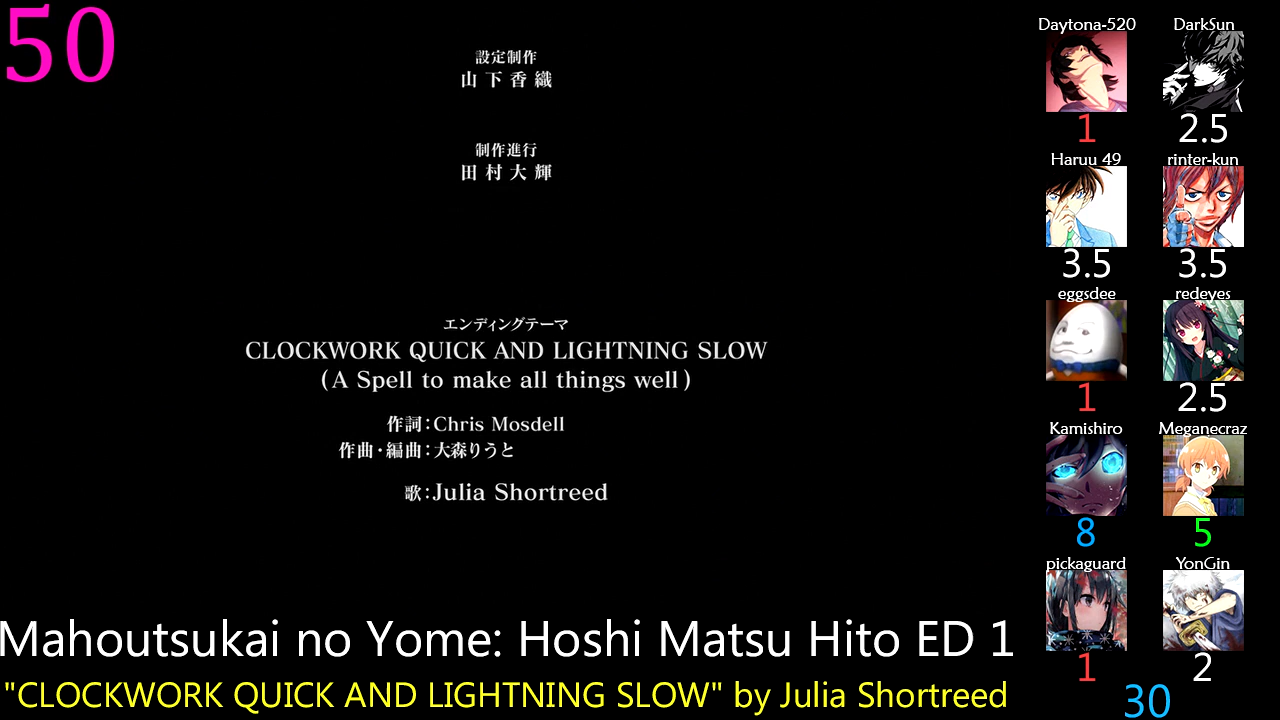 50
設定制作
山下香織
制作進行
田村大輝
エンディングテーマ
CLOCKWORK QUICK AND LIGHTNING SLOW
(A Spell to make all things well)
作詞:Chris Mosdell
作曲・編曲:大森りうと
歌:Julia Shortreed
Mahoutsukai no Yome: Hoshi Matsu Hito ED 1
"CLOCKWORK QUICK AND LIGHTNING SLOW" by Julia Shortreed
Daytona-520 DarkSun
1 2.5
Haruu 49 rinter-kun
3.5 3.5
eggsdee redeyes
1 2.5
Kamishiro Meganecraz
8 5
pickaguard YonGin
1 2
30